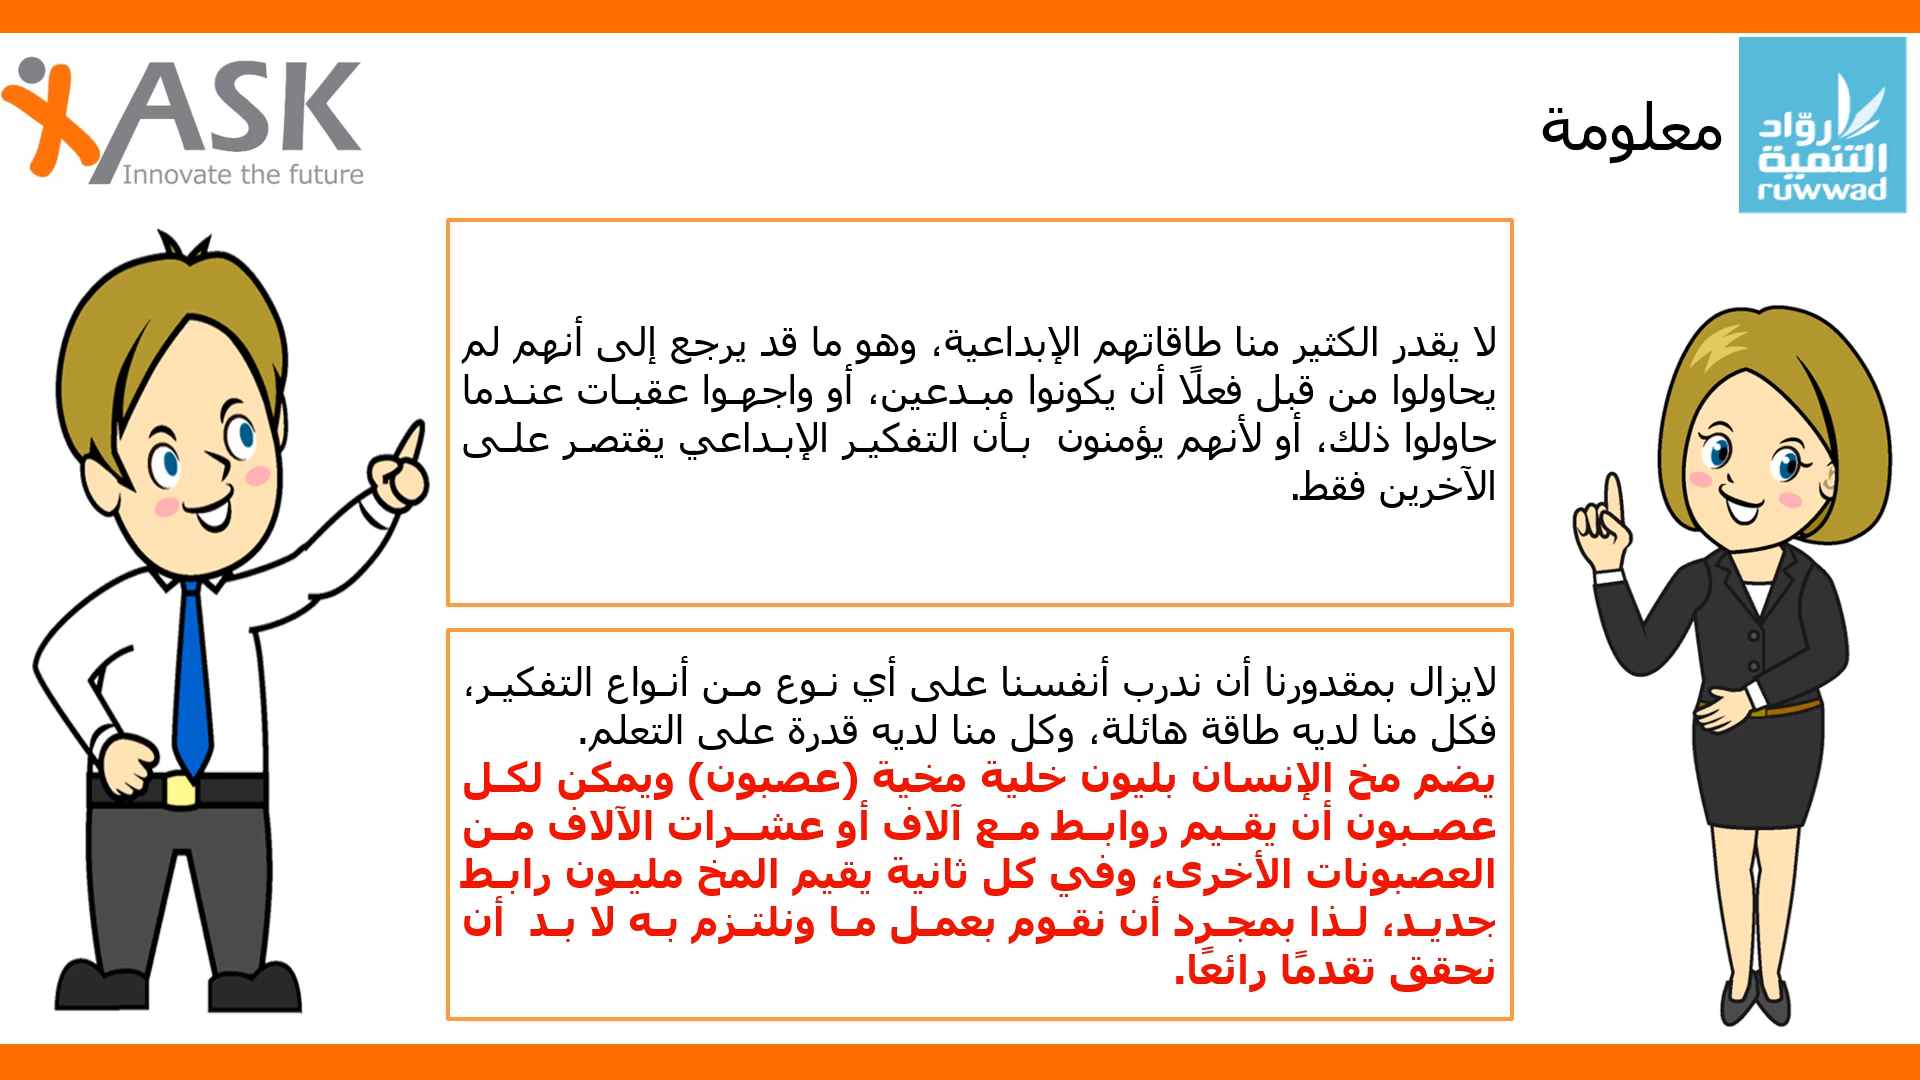 ASK
Innovate the future
معلومة
روّاد
التنمية
ruwwad
لا يقدر الكثير منا طاقاتهم الإبداعية، وهو ما قد يرجع إلى أنهم لم
يحاولوا من قبل فعلًا أن يكونوا مبدعين، أو واجهوا عقبات عندما
حاولوا ذلك، أو لأنهم يؤمنون بأن التفكير الإبداعي يقتصر على
الآخرين فقط.
لايزال بمقدورنا أن ندرب أنفسنا على أي نوع من أنواع التفكير،
فكل منا لديه طاقة هائلة، وكل منا لديه قدرة على التعلم.
يضم مخ الإنسان بليون خلية مخية (عصبون) ويمكن لكل
عصبون أن يقيم روابط مع آلاف أو عشرات الآلاف من
العصبونات الأخرى، وفي كل ثانية يقيم المخ مليون رابط
جديد، لذا بمجرد أن نقوم بعمل ما ونلتزم به لا بد أن
نحقق تقدمًا رائعًا.